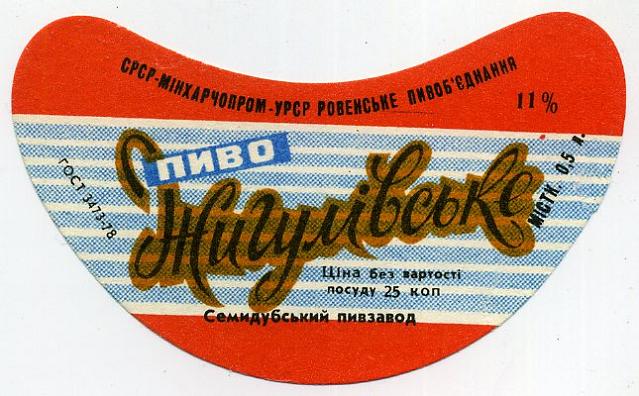 СРСР-МІНХАРЧОПРОМ-УРСР РОВЕНСЬКЕ ПИВОБ'ЄДНАННЯ
11%
ПИВО
Жигулівське
ГОСТ 3473-78
МІСТК. 0,5 л.
Ціна без вартості
посуду 25 коп
Семидубський пивзавод